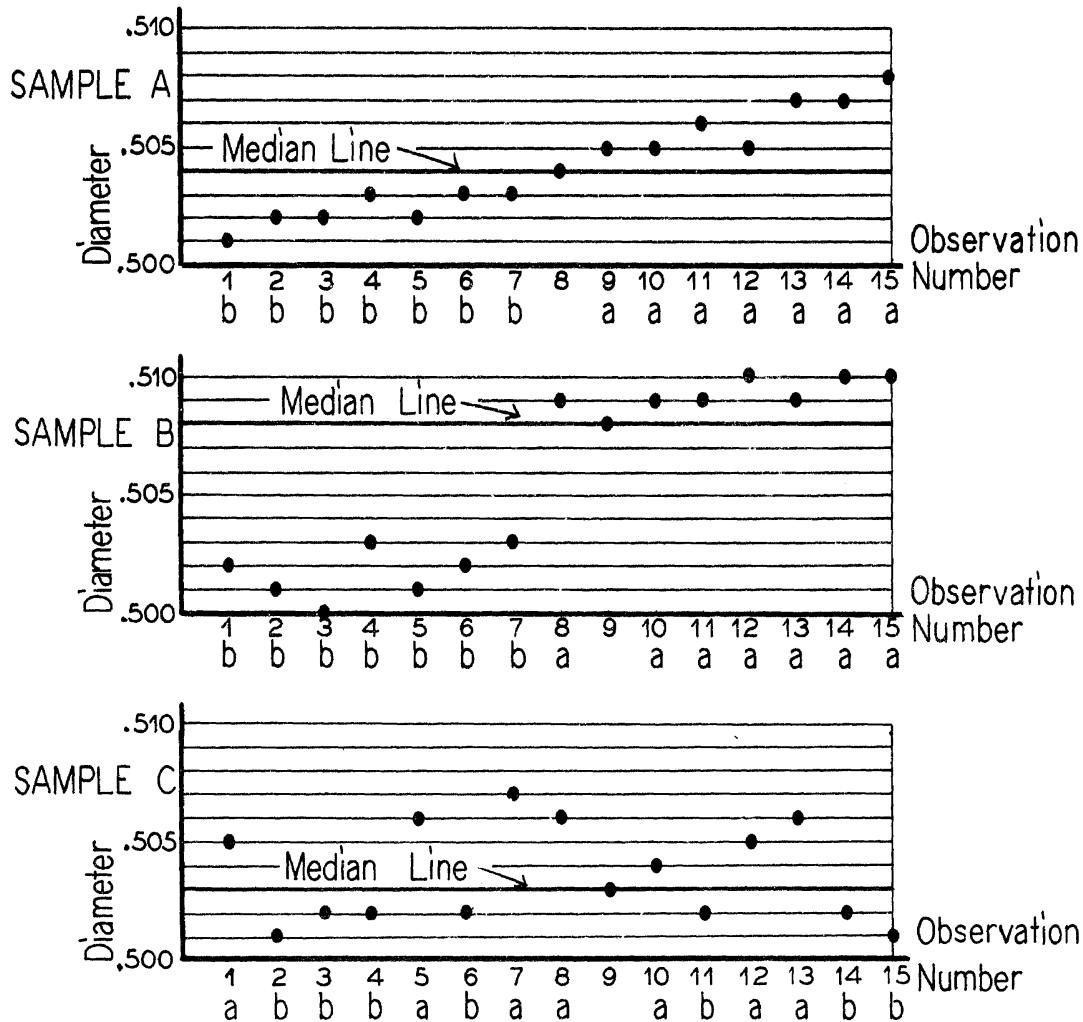 .510
SAMPLE A
.505
Median Line
Diameter
.500
Observation
Number
1 2 3 4 5 6 7 8 9 10 11 12 13 14 15
b b b b b b b a a a a a a a
.510
Median Line
SAMPLE B
.505
Diameter
.500
Observation
Number
1 2 3 4 5 6 7 8 9 10 11 12 13 14 15
b b b b b b b a a a a a a a
.510
SAMPLE C
.505
Median Line
Diameter
.500
Observation
Number
1 2 3 4 5 6 7 8 9 10 11 12 13 14 15
a b b b a b a a a b a a b b